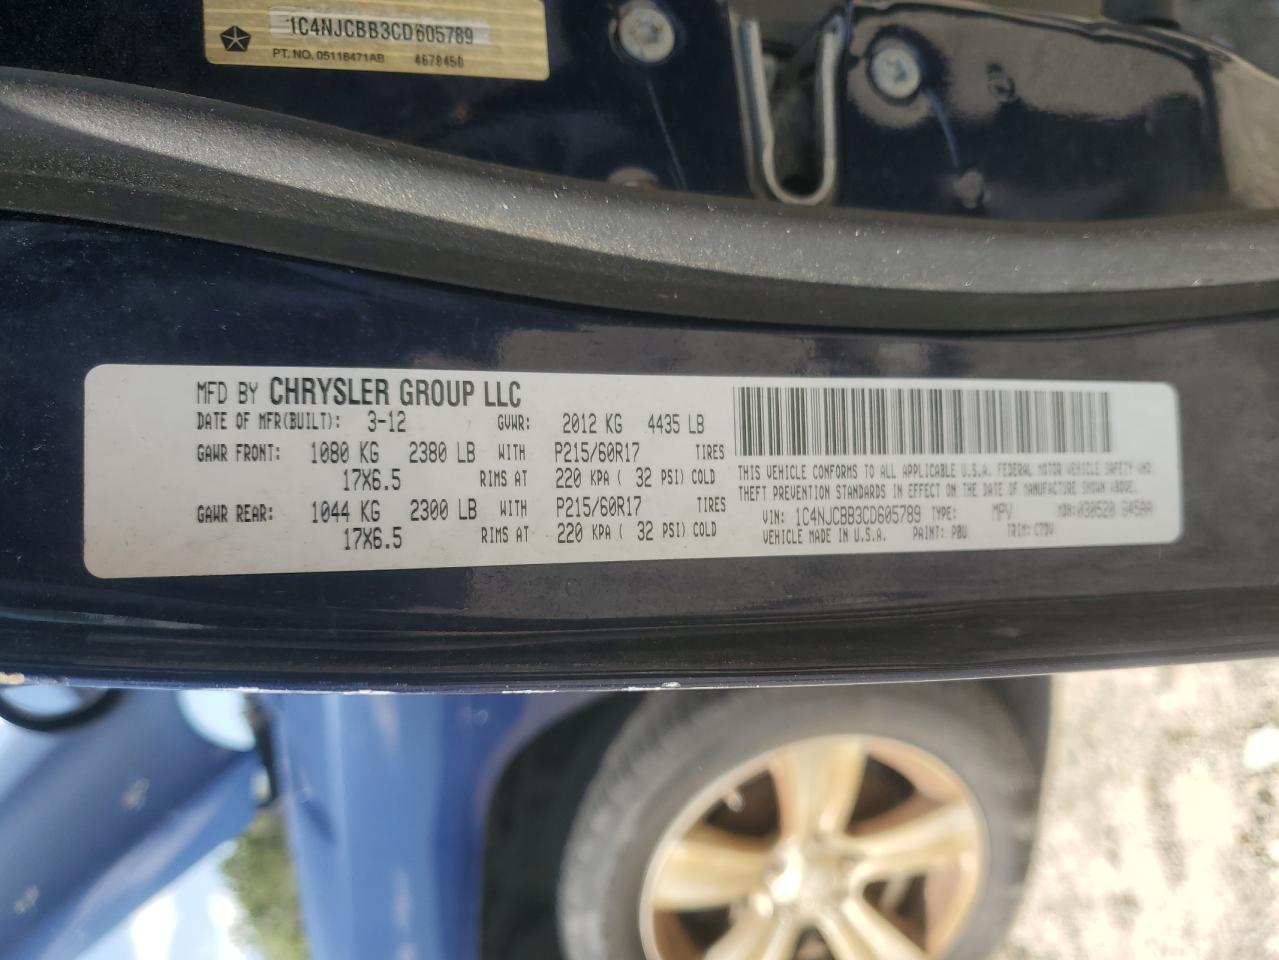 1C4NJCBB3CD605789
PT. NO. 05116471AB 4678450
MFD BY CHRYSLER GROUP LLC
DATE OF MFR(BUILT): 3-12 GVWR: 2012 KG 4435 LB
GAWR FRONT: 1080 KG 2380 LB WITH P215/60R17 TIRES
17X6.5 RIMS AT 220 KPA ( 32 PSI) COLD
GAWR REAR: 1044 KG 2300 LB WITH P215/60R17 TIRES
17X6.5 RIMS AT 220 KPA ( 32 PSI) COLD
THIS VEHICLE CONFORMS TO ALL APPLICABLE U.S.A. FEDERAL MOTOR VEHICLE SAFETY AND
THEFT PREVENTION STANDARDS IN EFFECT ON THE DATE OF MANUFACTURE SHOWN ABOVE.
VIN: 1C4NJCBB3CD605789 TYPE: MPV MDH:030520
VEHICLE MADE IN U.S.A. PAINT: PBU TRIM: